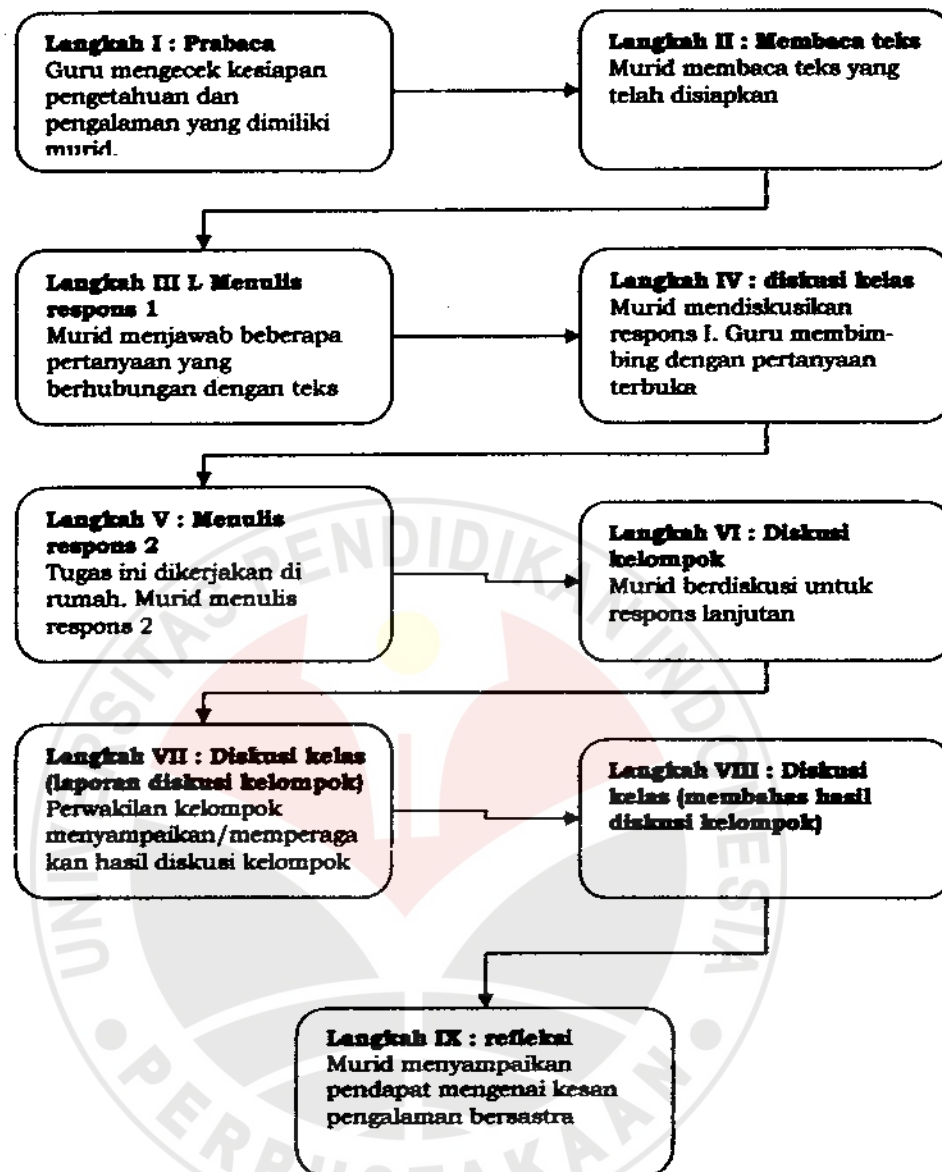 Langkah I : Prabaca
Guru mengecek kesiapan
pengetahuan dan
pengalaman yang dimiliki
murid.
Langkah II : Membaca teks
Murid membaca teks yang
telah disiapkan
Langkah III I. Menulis
respons 1
Murid menjawab beberapa
pertanyaan yang
berhubungan dengan teks
Langkah IV : diskusi kelas
Murid mendiskusikan
respons I. Guru membim-
bing dengan pertanyaan
terbuka
Langkah V : Menulis
respons 2
Tugas ini dikerjakan di
rumah. Murid menulis
respons 2
Langkah VI : Diskusi
kelompok
Murid berdiskusi untuk
respons lanjutan
Langkah VII : Diskusi kelas
(laporan diskusi kelompok)
Perwakilan kelompok
menyampaikan/memperaga
kan hasil diskusi kelompok
Langkah VIII : Diskusi
kelas (membahas hasil
diskusi kelompok)
Langkah IX : refleksi
Murid menyampaikan
pendapat mengenai kesan
pengalaman bersastra
UNIVERSITAS PENDIDIKAN INDONESIA
PERPUSTAKAAN